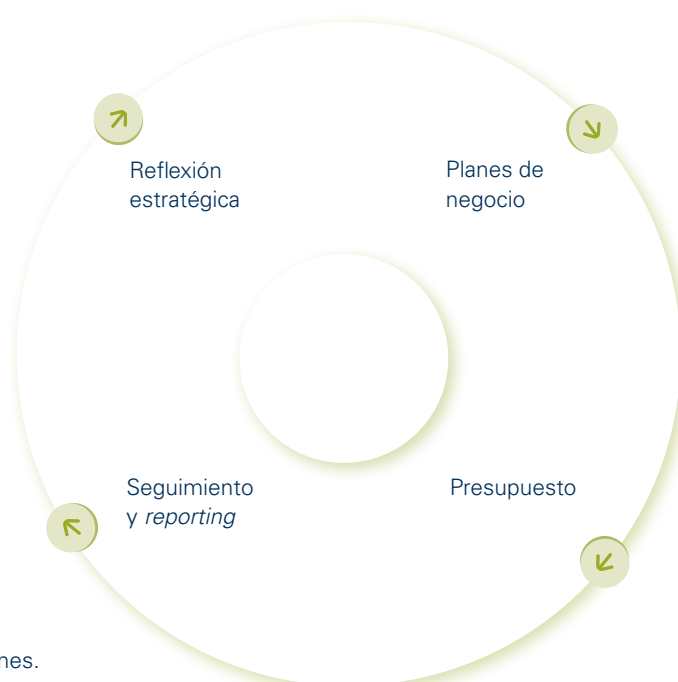 Reflexión
estratégica
Planes de
negocio
Seguimiento
y reporting
Presupuesto
nes.